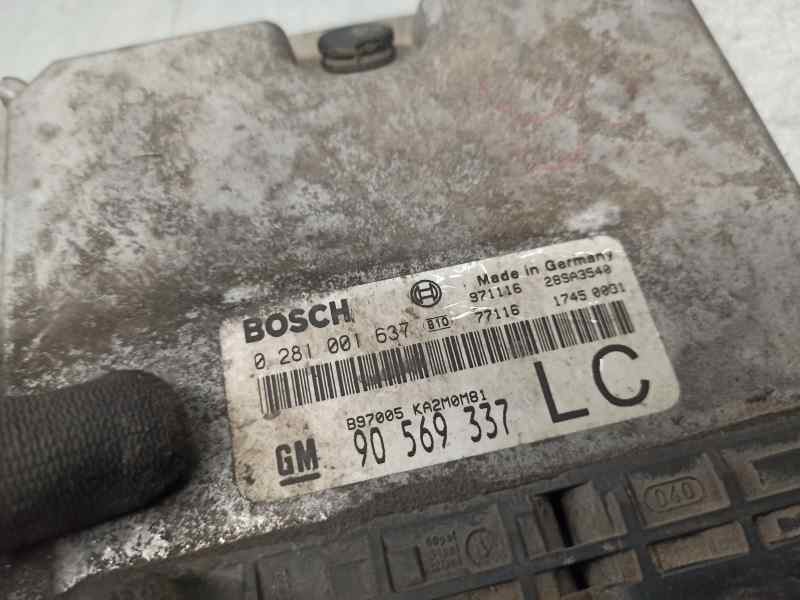 BOSCH
Made in Germany
971116 28SA3540
0 281 001 637 B10 77116 1745 0031
B97005 KA2M0M81
GM 90 569 337 LC
040